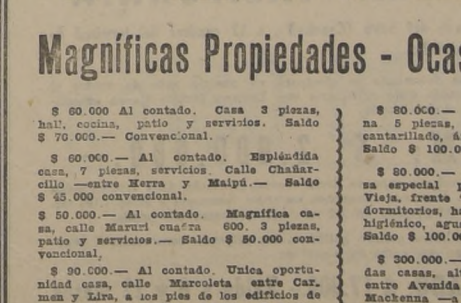 Magníficas Propiedades - Ocas
$ 60.000 Al contado. Casa 3 piezas,
hall, cocina, patio y servicios. Saldo
$ 70.000.— Convencional.
$ 60.000.— Al contado. Espléndida
casa, 7 piezas, servicios. Calle Chañar-
cillo —entre Herra y Maipú.— Saldo
$ 45.000 convencional.
$ 50.000.— Al contado. Magnífica ca-
sa, calle Maruri cuadra 600. 3 piezas,
patio y servicios.— Saldo $ 50.000 con-
vencional.
$ 90.000.— Al contado. Unica oportu-
nidad casa, calle Marcoleta entre Car.
men y Lira, a los pies de los edificios de
$ 80.000.—
na 5 piezas,
cantarillado, á
Saldo $ 100.0
$ 80.000.—
sa especial p
Vieja, frente
dormitorios, ha
higiénico, agu
Saldo $ 100.00
$ 300.000.—
das casas, al
entre Avenida
Mackenna —